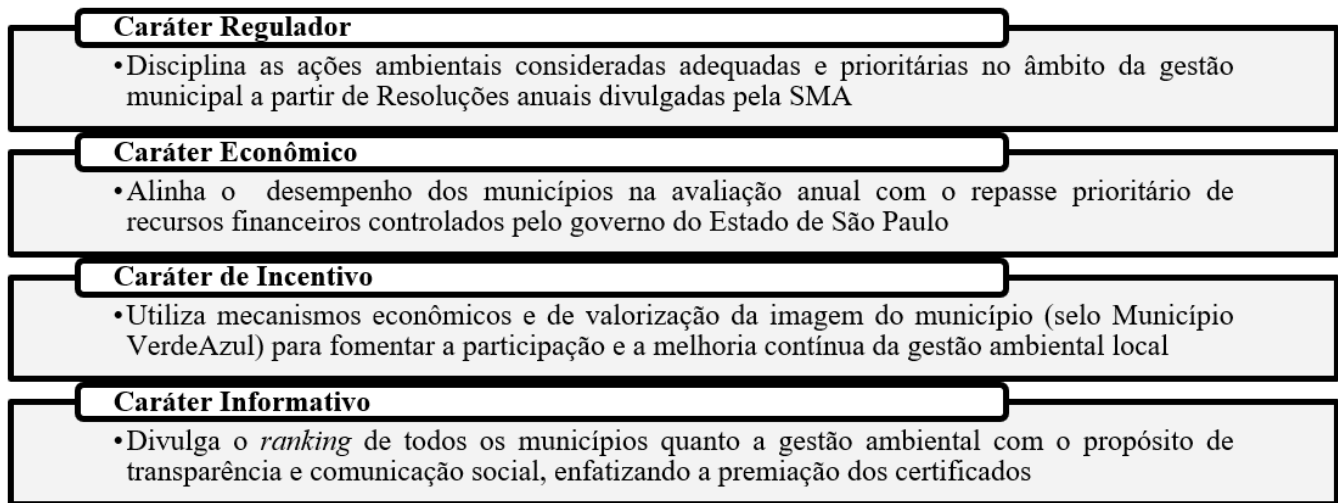 Caráter Regulador
•Disciplina as ações ambientais consideradas adequadas e prioritárias no âmbito da gestão
municipal a partir de Resoluções anuais divulgadas pela SMA
Caráter Econômico
•Alinha o desempenho dos municípios na avaliação anual com o repasse prioritário de
recursos financeiros controlados pelo governo do Estado de São Paulo
Caráter de Incentivo
•Utiliza mecanismos econômicos e de valorização da imagem do município (selo Município
VerdeAzul) para fomentar a participação e a melhoria contínua da gestão ambiental local
Caráter Informativo
•Divulga o ranking de todos os municípios quanto a gestão ambiental com o propósito de
transparência e comunicação social, enfatizando a premiação dos certificados